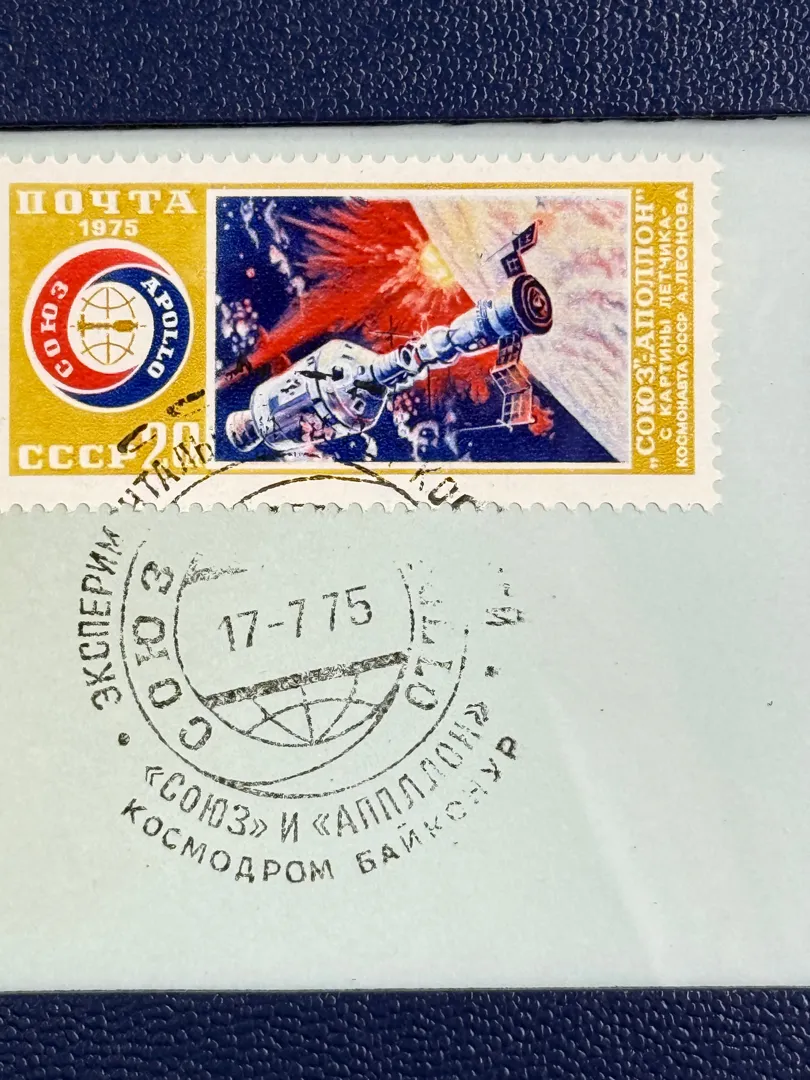 ПОЧТА
1975
СОЮЗ
APOLLO
СССР 20
„СОЮЗ"-„АПОЛЛОН"
С КАРТИНЫ ЛЕТЧИКА-
КОСМОНАВТА СССР А. ЛЕОНОВА
СОЮЗ
17-7 75
«СОЮЗ» И «АППЛЛОН»
КОСМОДРОМ БАЙКОНУР